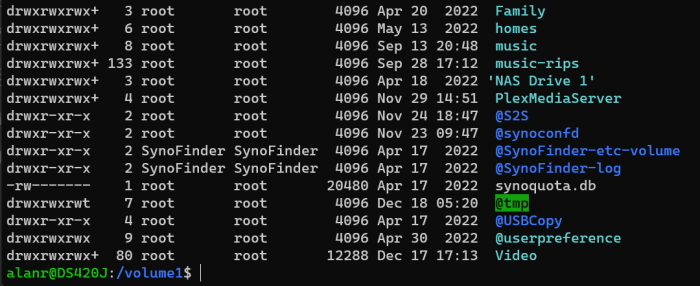 drwxrwxrwx+   3 root       root        4096 Apr 20  2022  Family
drwxrwxrwx+   6 root       root        4096 May 13  2022  homes
drwxrwxrwx+   8 root       root        4096 Sep 13 20:48  music
drwxrwxrwx+ 133 root       root        4096 Sep 28 17:12  music-rips
drwxrwxrwx+   3 root       root        4096 Apr 18  2022 'NAS Drive 1'
drwxrwxrwx+   4 root       root        4096 Nov 29 14:51  PlexMediaServer
drwxr-xr-x    2 root       root        4096 Nov 24 18:47  @S2S
drwxr-xr-x    2 root       root        4096 Nov 23 09:47  @synoconfd
drwxr-xr-x    2 SynoFinder SynoFinder  4096 Apr 17  2022  @SynoFinder-etc-volume
drwxr-xr-x    2 SynoFinder SynoFinder  4096 Apr 17  2022  @SynoFinder-log
-rw-------    1 root       root       20480 Apr 17  2022  synoquota.db
drwxrwxrwt    7 root       root        4096 Dec 18 05:20  @tmp
drwxr-xr-x    4 root       root        4096 Apr 17  2022  @USBCopy
drwxrwxrwx    9 root       root        4096 Apr 30  2022  @userpreference
drwxrwxrwx+  80 root       root       12288 Dec 17 17:13  Video
alanr@DS420J:/volume1$